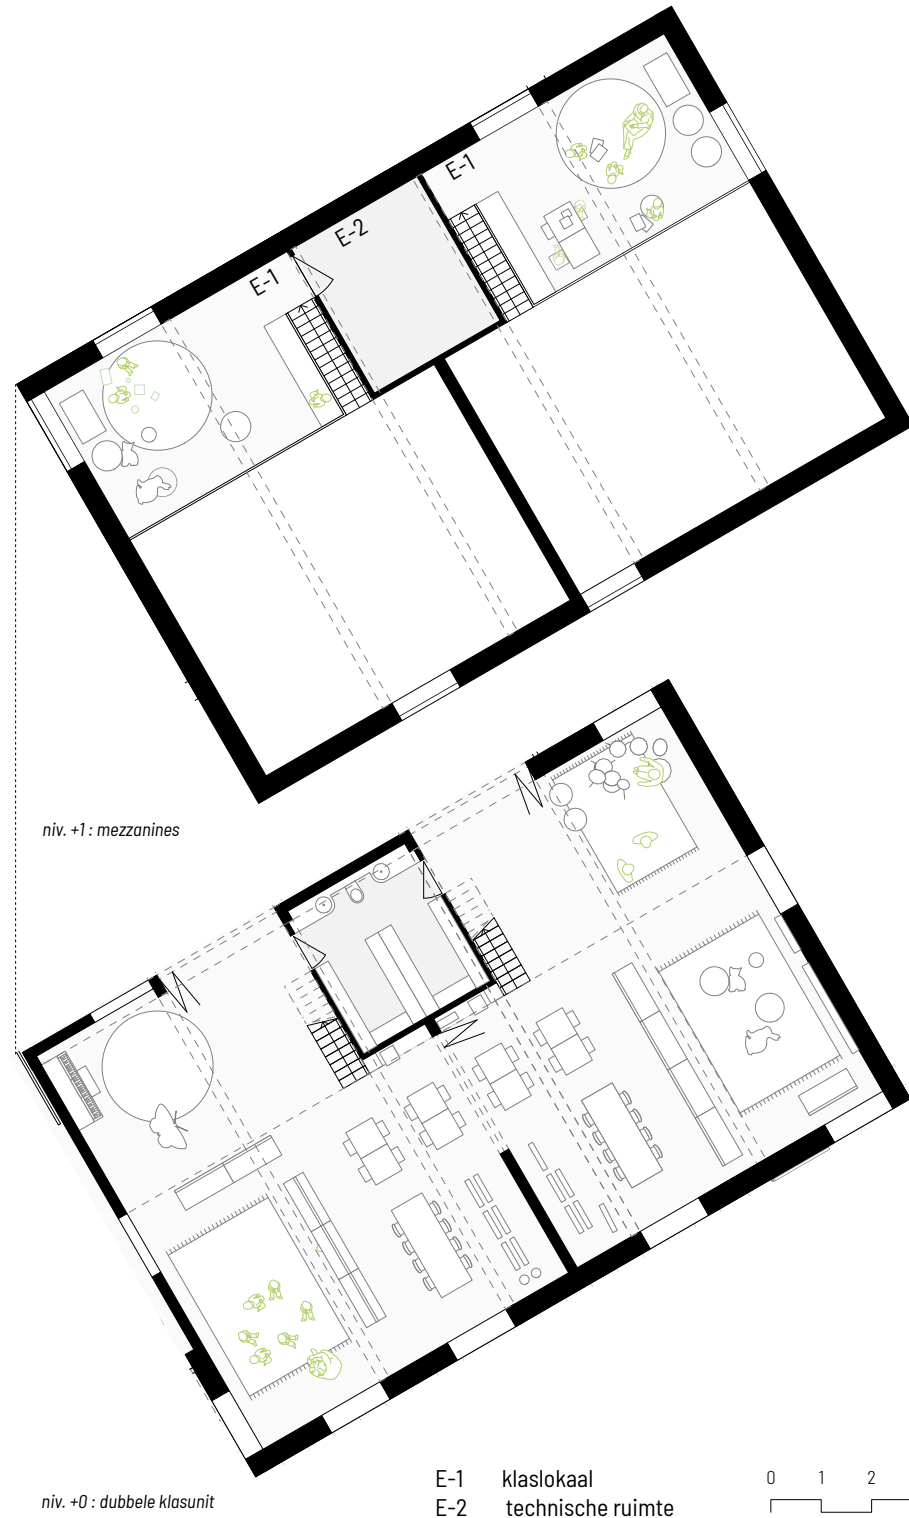 E-1
E-2
E-1
niv. +1 : mezzanines
E-1 klaslokaal
0 1 2
niv. +0 : dubbele klasunit
E-2 technische ruimte